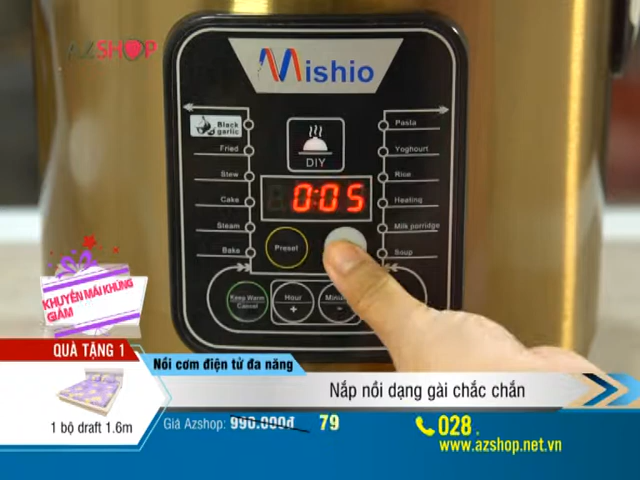 AZSHOP
Mishio
Black garlic
Fried
Stew
Cake
Steam
Bake
DIY
0:05
Pasta
Yoghourt
Rice
Heating
Milk porridge
Soup
Preset
Keep Warm
Cancel
Hour
+
-
KHUYẾN MÃI KHỦNG
GIẢM
QUÀ TẶNG 1
1 bộ draft 1.6m
Nồi cơm điện tử đa năng
Nắp nồi dạng gài chắc chắn
Giá Azshop: 990.000đ 79
028
www.azshop.net.vn